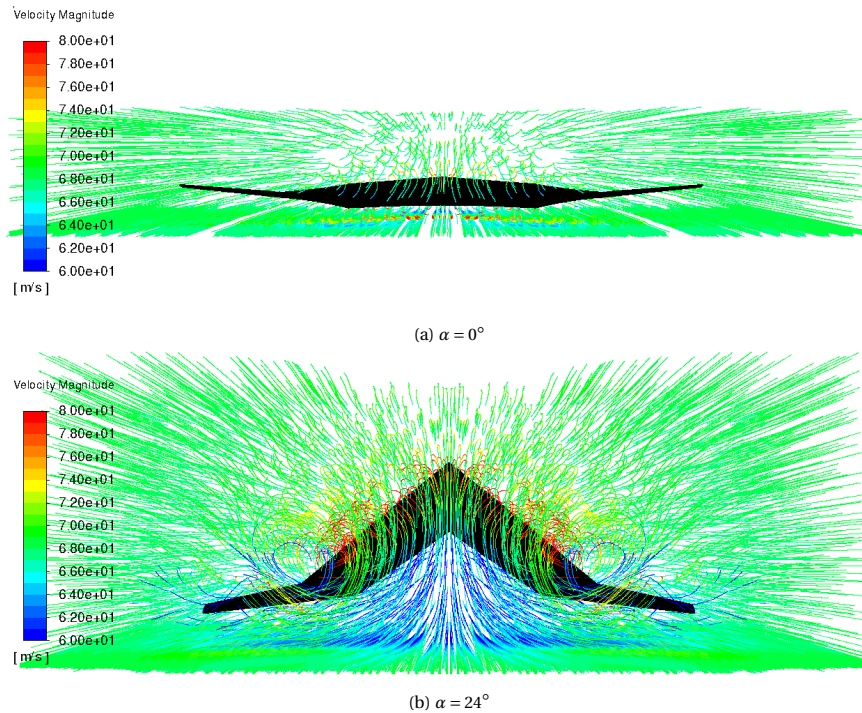 Velocity Magnitude
8.00e+01
7.80e+01
7.60e+01
7.40e+01
7.20e+01
7.00e+01
6.80e+01
6.60e+01
6.40e+01
6.20e+01
6.00e+01
[ m/s ]
(a) α = 0°
Velocity Magnitude
8.00e+01
7.80e+01
7.60e+01
7.40e+01
7.20e+01
7.00e+01
6.80e+01
6.60e+01
6.40e+01
6.20e+01
6.00e+01
[ m/s ]
(b) α = 24°